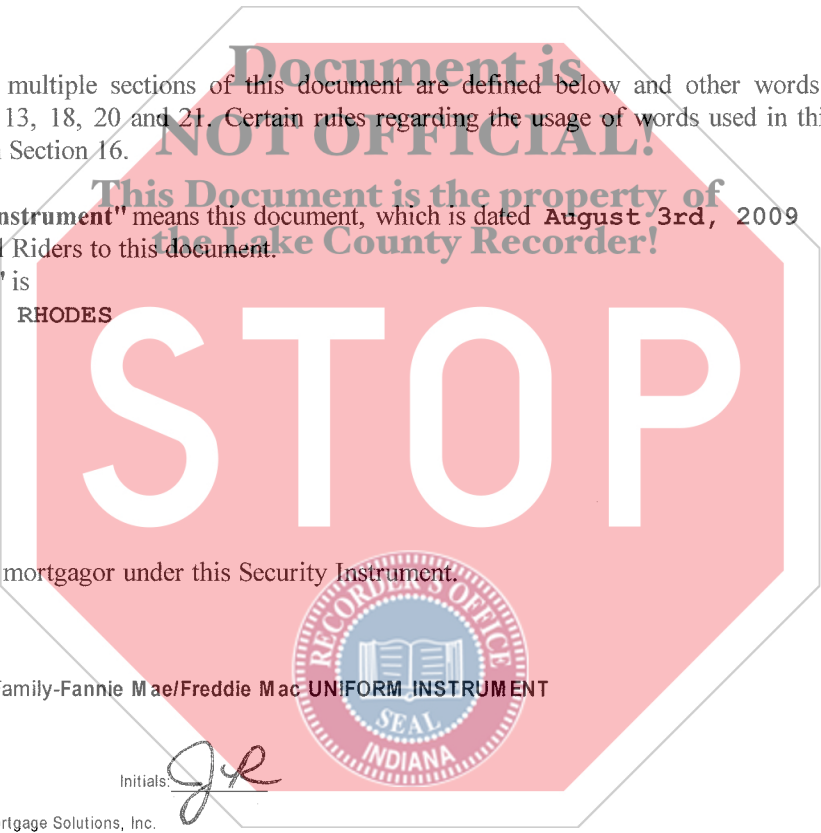 Document is
multiple sections of this document are defined below and other words
13, 18, 20 and 21. Certain rules regarding the usage of words used in thi
NOT OFFICIAL!
Section 16.
This Document is the property of
nstrument" means this document, which is dated August 3rd, 2009
the Lake County Recorder!
Riders to this document.
" is
RHODES
STOP
mortgagor under this Security Instrument.
RECORDER'S OFFICE
Family-Fannie Mae/Freddie Mac UNIFORM INSTRUMENT
SEAL
INDIANA
Initials: JR
rtgage Solutions, Inc.